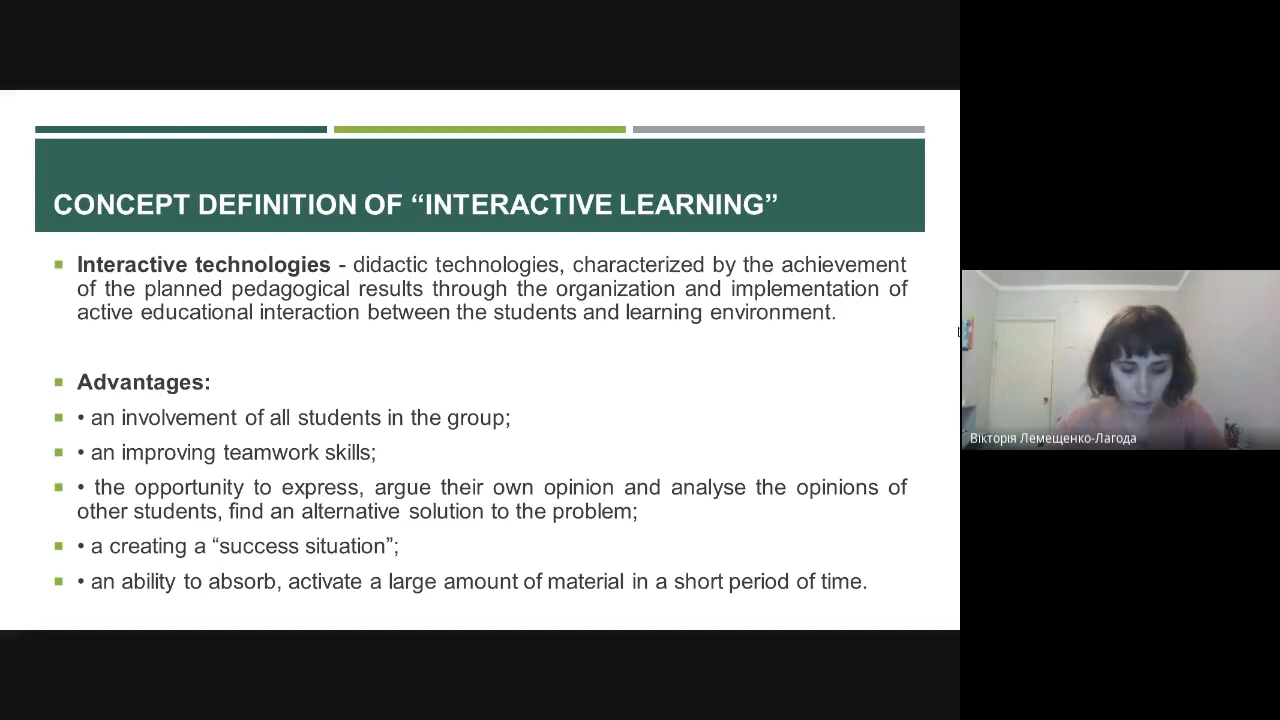 CONCEPT DEFINITION OF “INTERACTIVE LEARNING”
Interactive technologies - didactic technologies, characterized by the achievement
of the planned pedagogical results through the organization and implementation of
active educational interaction between the students and learning environment.
Advantages:
• an involvement of all students in the group;
• an improving teamwork skills;
• the opportunity to express, argue their own opinion and analyse the opinions of
other students, find an alternative solution to the problem;
• a creating a “success situation”;
• an ability to absorb, activate a large amount of material in a short period of time.
Вікторія Лемещенко-Лагода